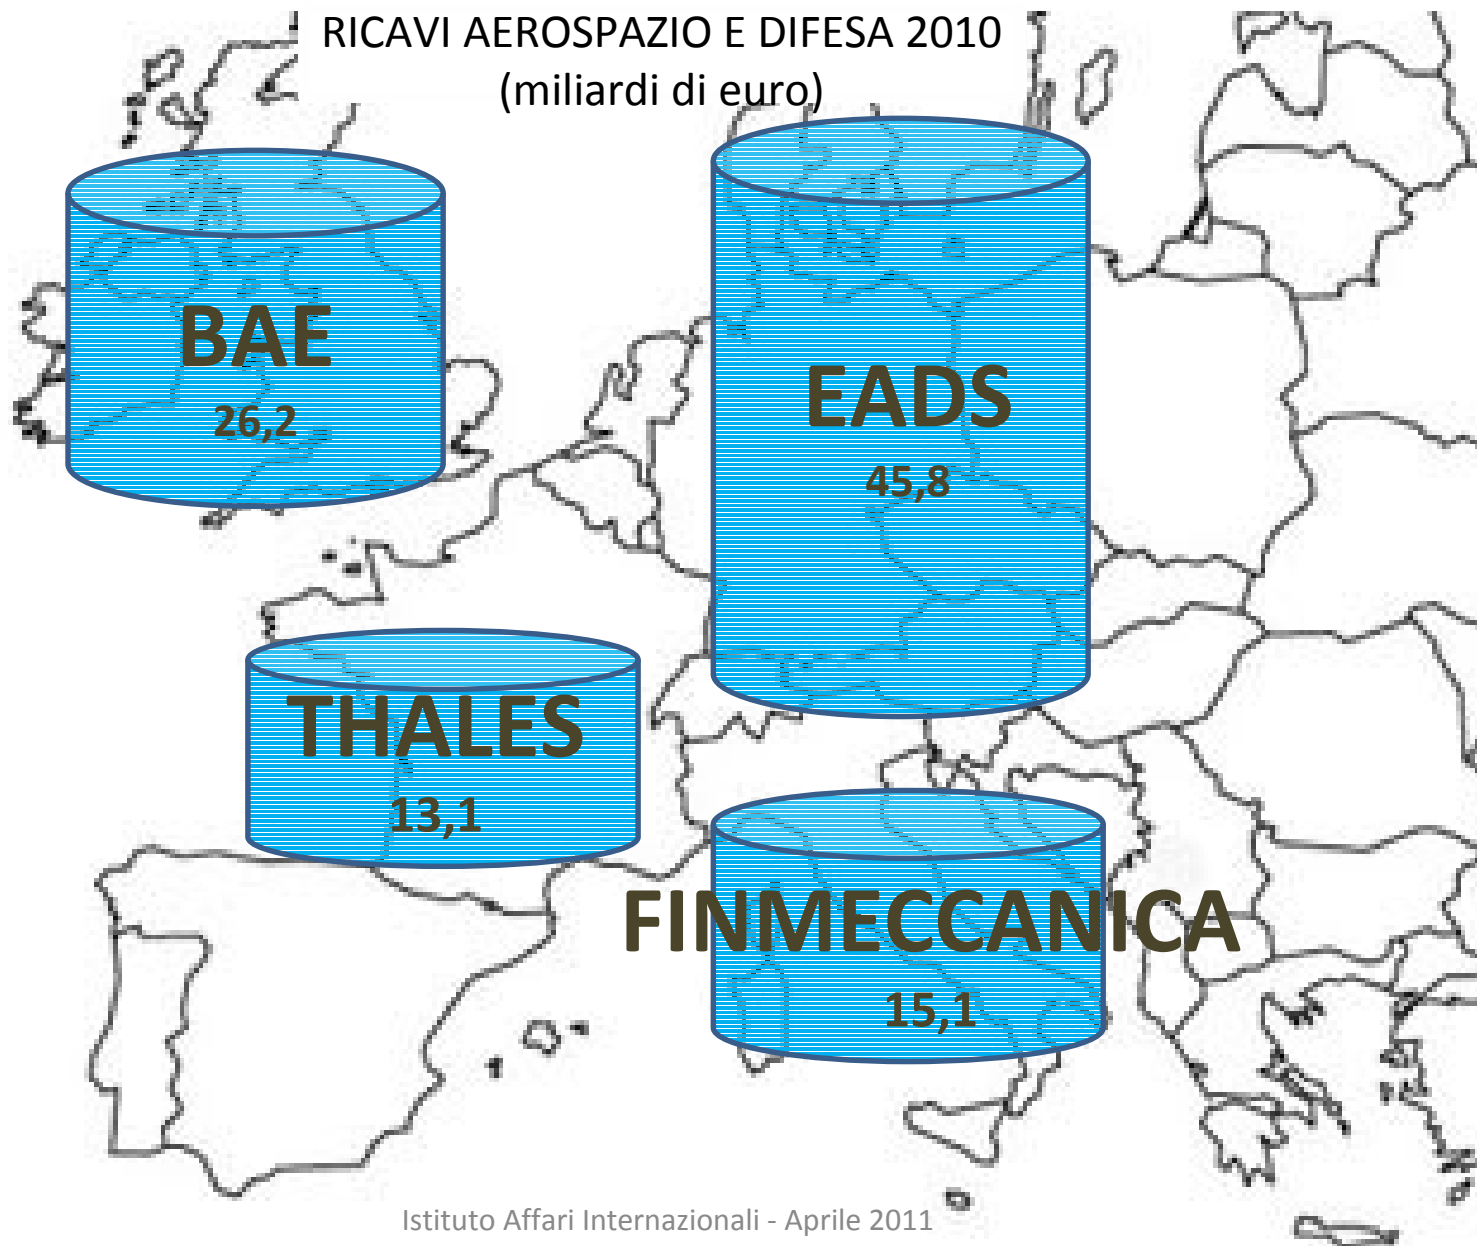 RICAVI AEROSPAZIO E DIFESA 2010
(miliardi di euro)
BAE
26,2
EADS
45,8
THALES
13,1
FINMECCANICA
15,1
Istituto Affari Internazionali - Aprile 2011